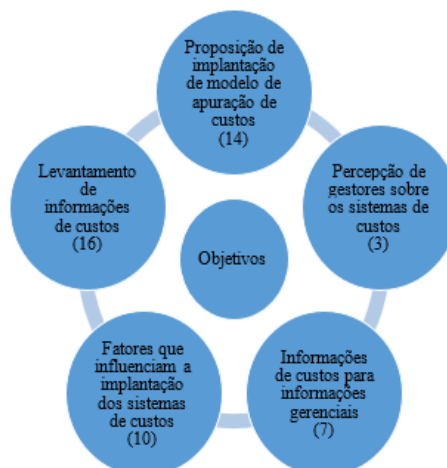 Proposição de
implantação
de modelo de
apuração de
custos
(14)
Percepção de
gestores sobre
os sistemas de
custo
(3)
Informações
de custos para
informações
gerenciais
(7)
Fatores que
influenciam a
implantação
dos sistemas
de custos
(10)
Levantamento
de
informações
de custos
(16)
Objetivos